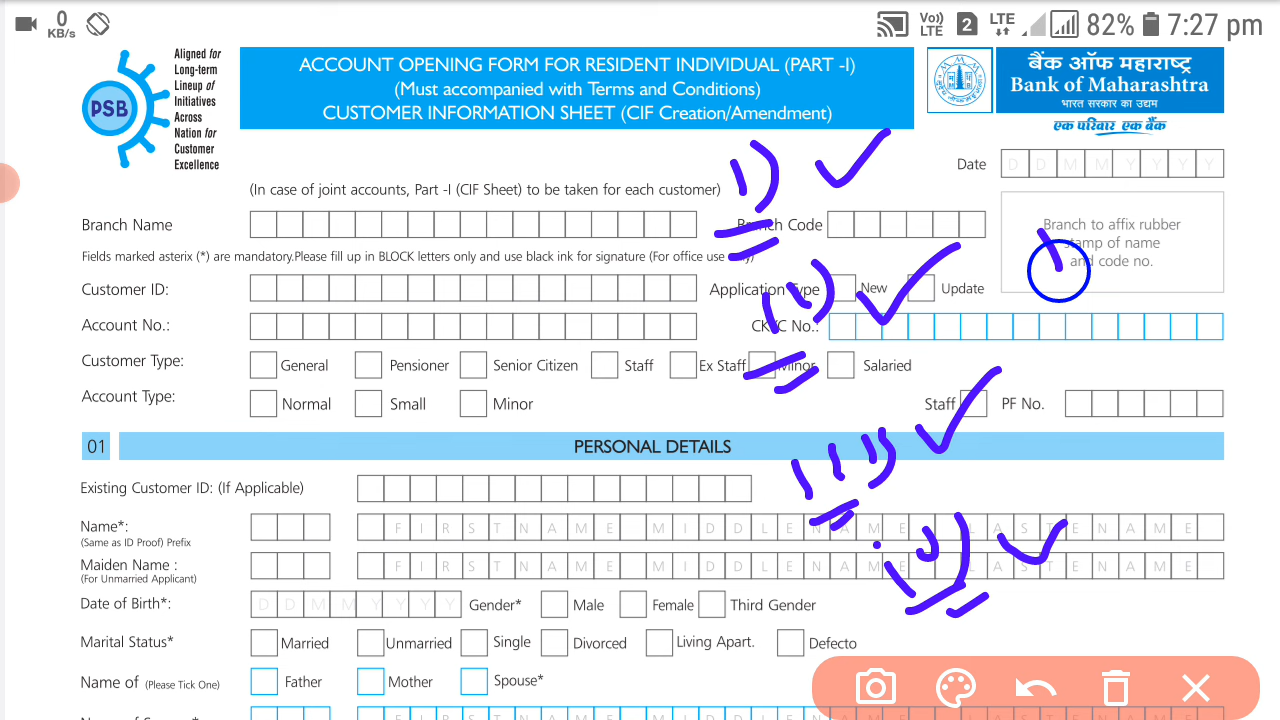 0 KB/s Vo) LTE 2 LTE 82% 7:27 pm
PSB
Aligned for
Long-term
Lineup of
Initiatives
Across
Nation for
Customer
Excellence
ACCOUNT OPENING FORM FOR RESIDENT INDIVIDUAL (PART -I)
(Must accompanied with Terms and Conditions)
CUSTOMER INFORMATION SHEET (CIF Creation/Amendment)
बैंक ऑफ महाराष्ट्र
Bank of Maharashtra
भारत सरकार का उद्यम
एक परिवार एक बैंक
Date D D M M Y Y Y Y
(In case of joint accounts, Part -I (CIF Sheet) to be taken for each customer) i)
Branch Name Branch Code
Branch to affix rubber
stamp of name
and code no.
Fields marked asterix (*) are mandatory.Please fill up in BLOCK letters only and use black ink for signature (For office use only)
Customer ID: Application Type New Update
ii)
Account No.: CKYC No.:
Customer Type: General Pensioner Senior Citizen Staff Ex Staff Minor Salaried
Account Type: Normal Small Minor Staff PF No.
01 PERSONAL DETAILS
iii)
Existing Customer ID: (If Applicable)
Name*: F I R S T N A M E M I D D L E N A M E L A S T E N A M E
(Same as ID Proof) Prefix
iv)
Maiden Name : F I R S T N A M E M I D D L E N A M E L A S T E N A M E
(For Unmarried Applicant)
Date of Birth*: D D M M Y Y Y Y Gender* Male Female Third Gender
Marital Status* Married Unmarried Single Divorced Living Apart. Defecto
Name of (Please Tick One) Father Mother Spouse*